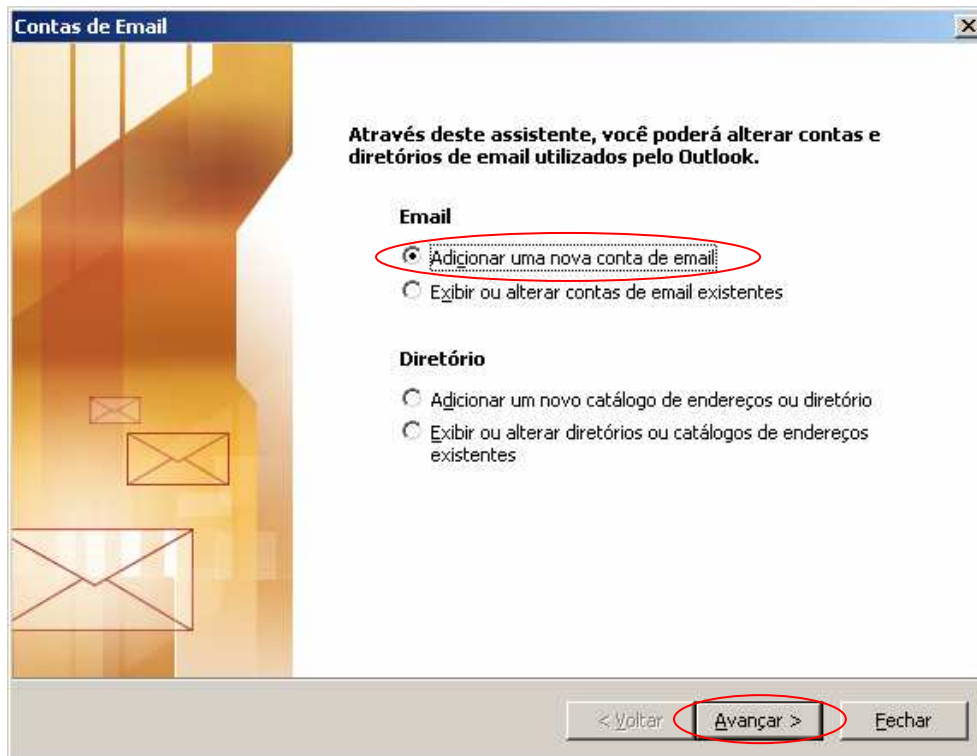 Contas de Email
Através deste assistente, você poderá alterar contas e
diretórios de email utilizados pelo Outlook.
Email
Adicionar uma nova conta de email
Exibir ou alterar contas de email existentes
Diretório
Adicionar um novo catálogo de endereços ou diretório
Exibir ou alterar diretórios ou catálogos de endereços
existentes
< Voltar
Avançar >
Fechar